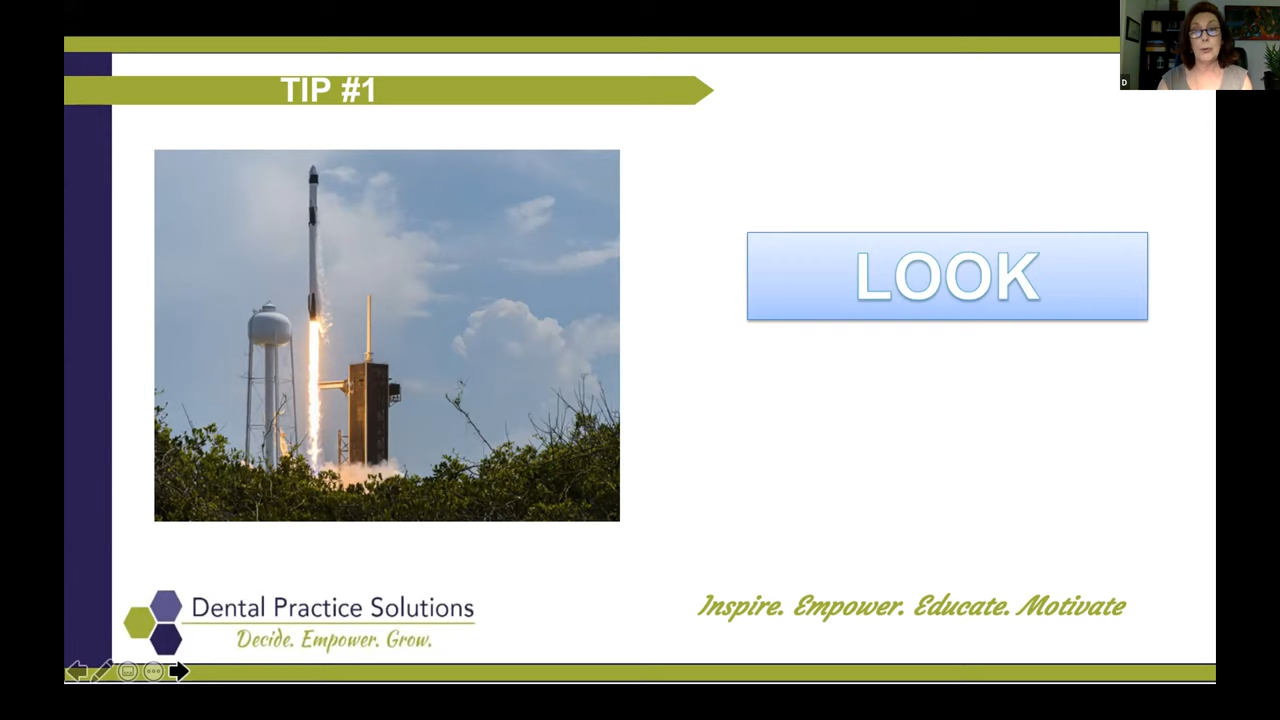 TIP #1
D
LOOK
Dental Practice Solutions
Decide. Empower. Grow.
Inspire. Empower. Educate. Motivate